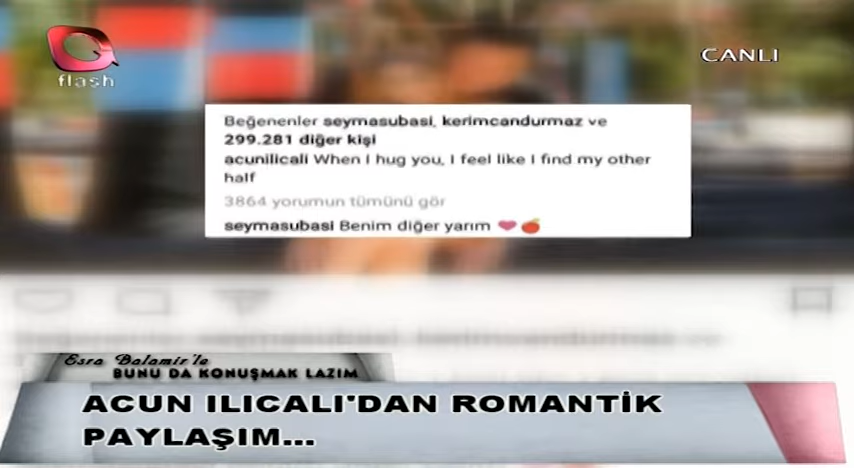 flash
CANLI
Beğenenler seymasubasi, kerimcandurmaz ve
299.281 diğer kişi
acunilicali When I hug you, I feel like I find my other
half
3864 yorumun tümünü gör
seymasubasi Benim diğer yarım ❤🍊
Esra Balamir'le
BUNU DA KONUŞMAK LAZIM
ACUN ILICALI'DAN ROMANTİK
PAYLAŞIM...